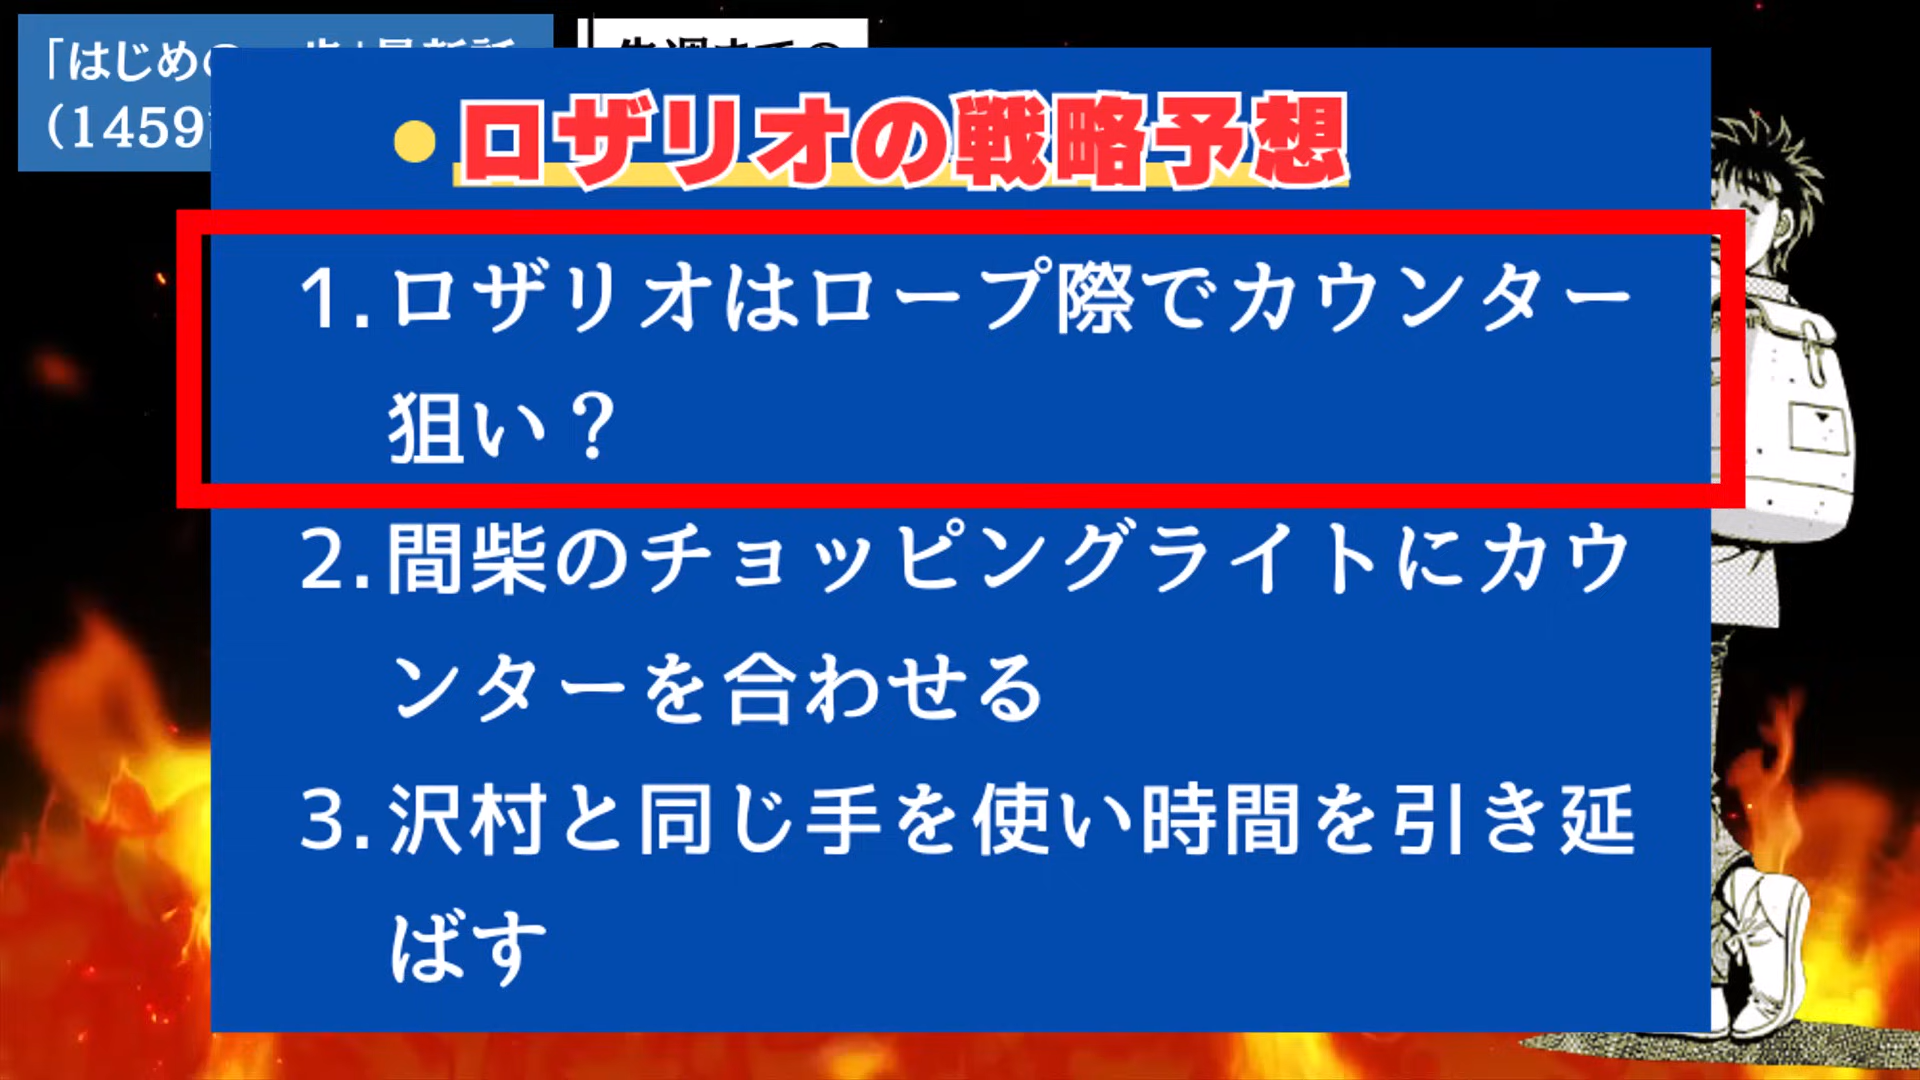 「はじめ
(1459
ロザリオの戦略予想
1.ロザリオはロープ際でカウンター
狙い?
2.間柴のチョッピングライトにカウ
ンターを合わせる
3.沢村と同じ手を使い時間を引き延
ばす